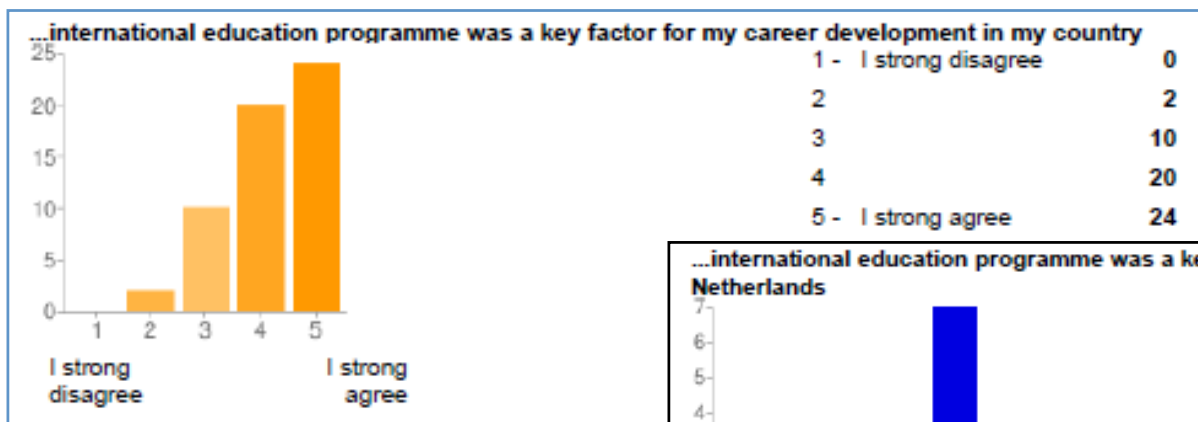 ...international education programme was a key factor for my career development in my country
25
20
15
10
5
0
1 2 3 4 5
I strong disagree
I strong agree
1 - I strong disagree 0
2 2
3 10
4 20
5 - I strong agree 24
...international education programme was a
Netherlands
7
6
5
4